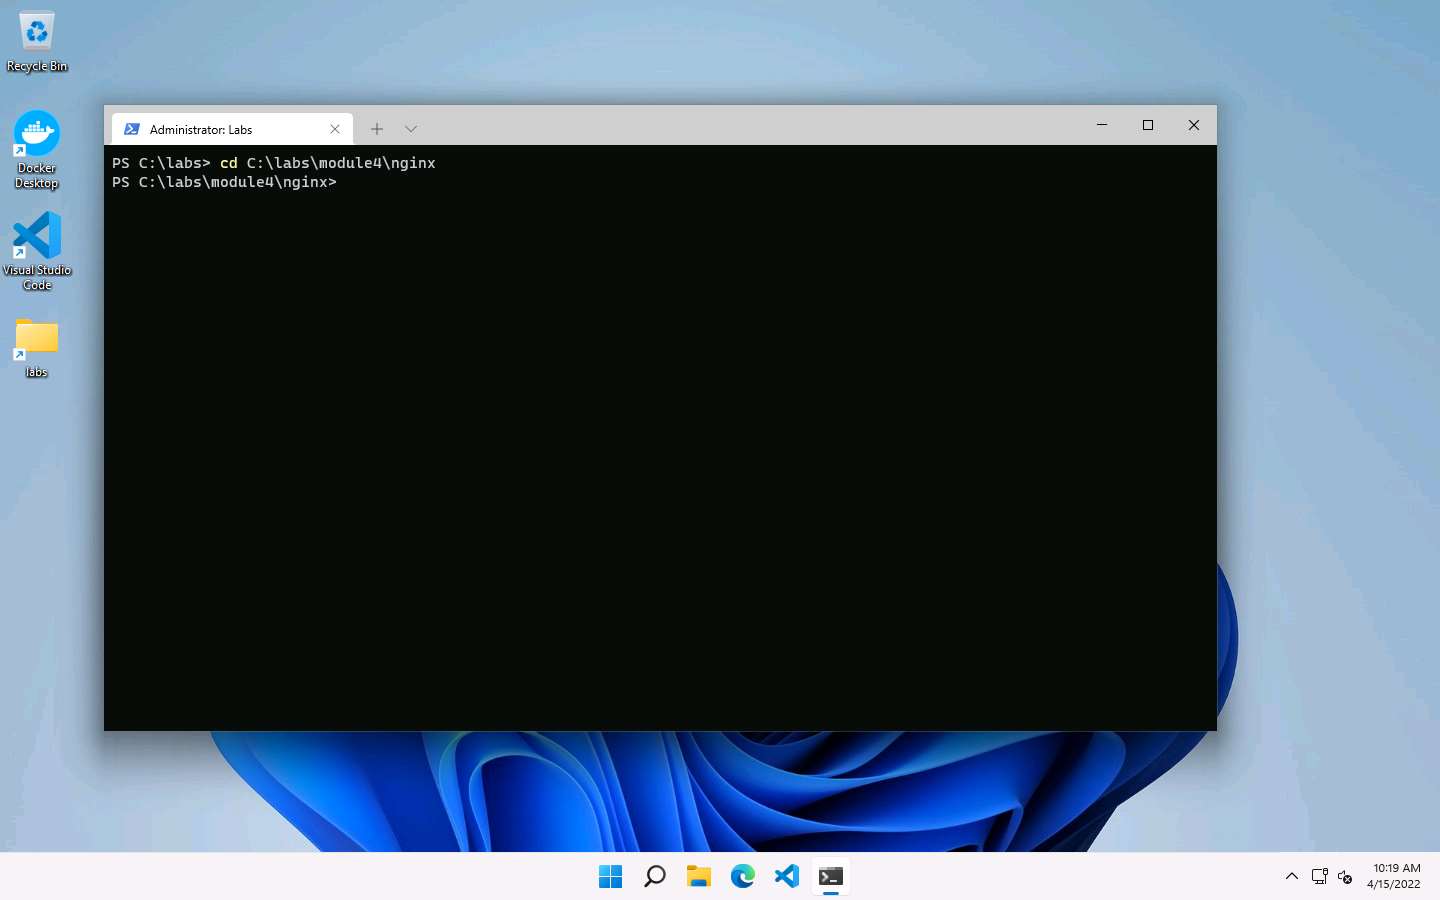 Recycle Bin
Docker
Desktop
Visual Studio
Code
labs
Administrator: Labs
PS C:\labs> cd C:\labs\module4\nginx
PS C:\labs\module4\nginx>
10:19 AM
4/15/2022